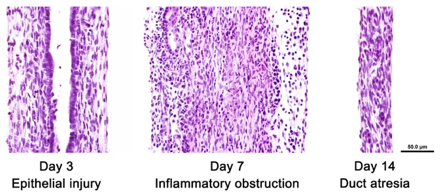 50.0 µm
Day 3
Day 7
Day 14
Epithelial injury
Inflammatory obstruction
Duct atresia